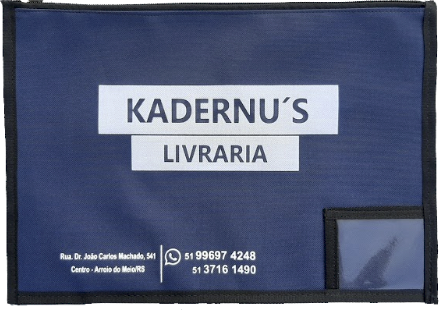 KADERNU´S
LIVRARIA
Rua. Dr. João Carlos Machado, 541
Centro - Arroio do Meio/RS
51 99697 4248
51 3716 1490